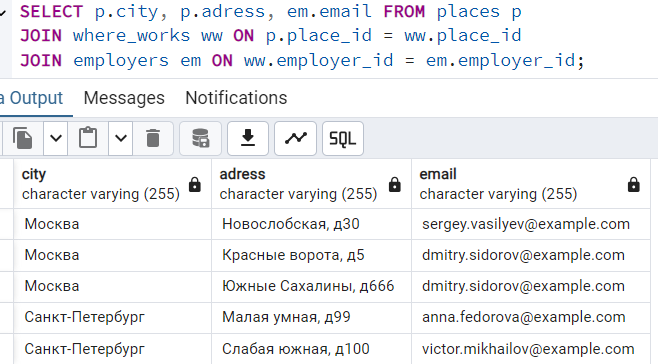 SELECT p.city, p.adress, em.email FROM places p
JOIN where_works ww ON p.place_id = ww.place_id
JOIN employers em ON ww.employer_id = em.employer_id;
a Output Messages Notifications
SQL
city adress email
character varying (255) character varying (255) character varying (255)
Москва Новослобская, д30 sergey.vasilyev@example.com
Москва Красные ворота, д5 dmitry.sidorov@example.com
Москва Южные Сахалины, д666 dmitry.sidorov@example.com
Санкт-Петербург Малая умная, д99 anna.fedorova@example.com
Санкт-Петербург Слабая южная, д100 victor.mikhailov@example.com